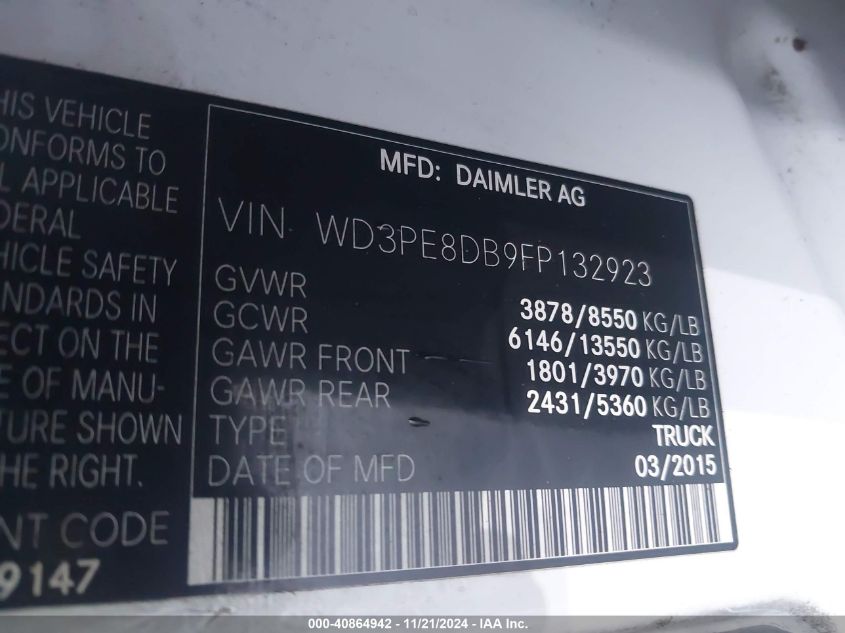 HIS VEHICLE
ONFORMS TO
L APPLICABLE
DERAL
HICLE SAFETY
ANDARDS IN
ECT ON THE
E OF MANU-
TURE SHOWN
THE RIGHT.
NT CODE
9147
MFD: DAIMLER AG
VIN WD3PE8DB9FP132923
GVWR 3878/8550 KG/LB
GCWR 6146/13550 KG/LB
GAWR FRONT 1801/3970 KG/LB
GAWR REAR 2431/5360 KG/LB
TYPE TRUCK
DATE OF MFD 03/2015
000-40864942 - 11/21/2024 - IAA Inc.